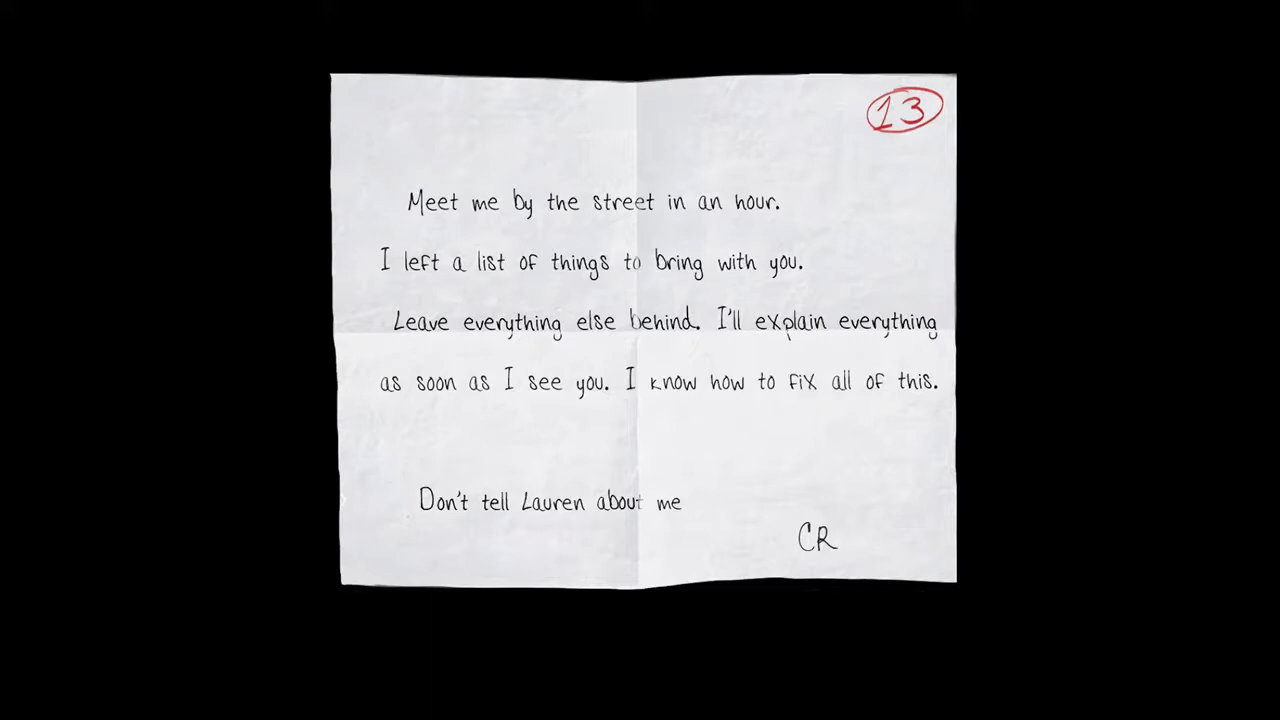 13
Meet me by the street in an hour.
I left a list of things to bring with you.
Leave everything else behind. I'll explain everything
as soon as I see you. I know how to fix all of this.
Don't tell Lauren about me
CR